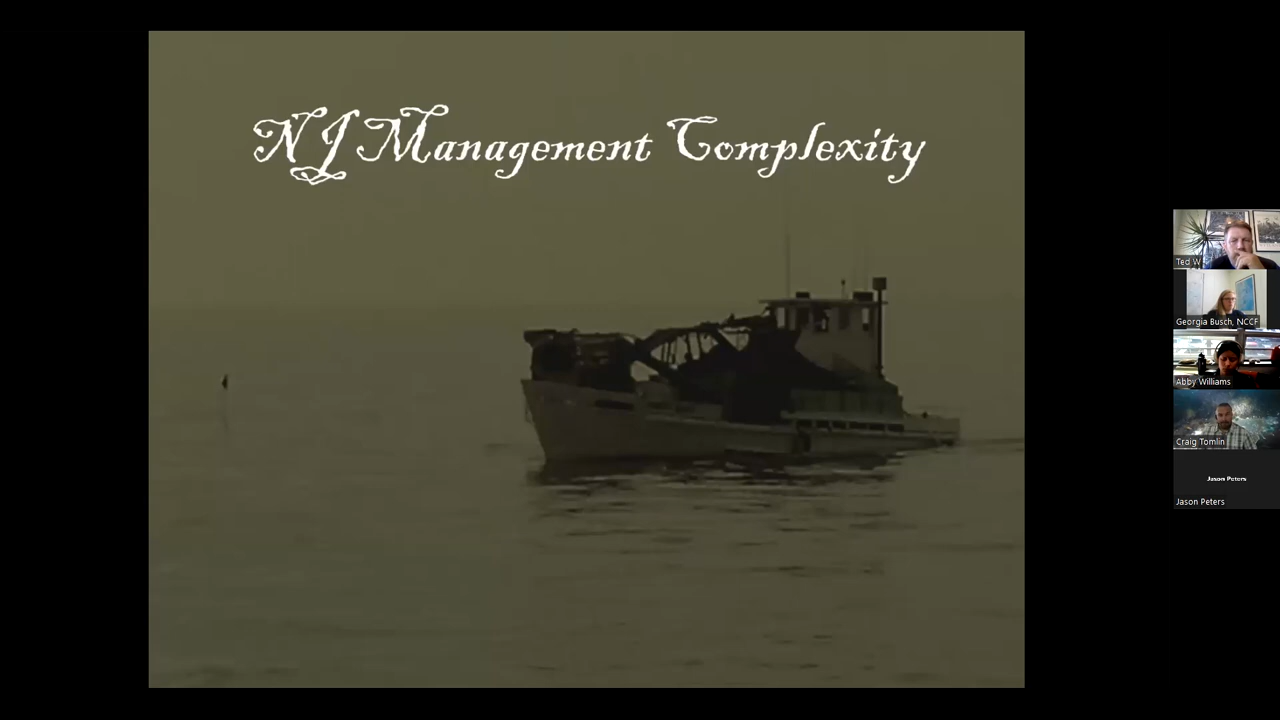 NJ Management Complexity
Ted W
Georgia Busch, NCCF
Abby Williams
Craig Tomlin
Jason Peters
Jason Peters